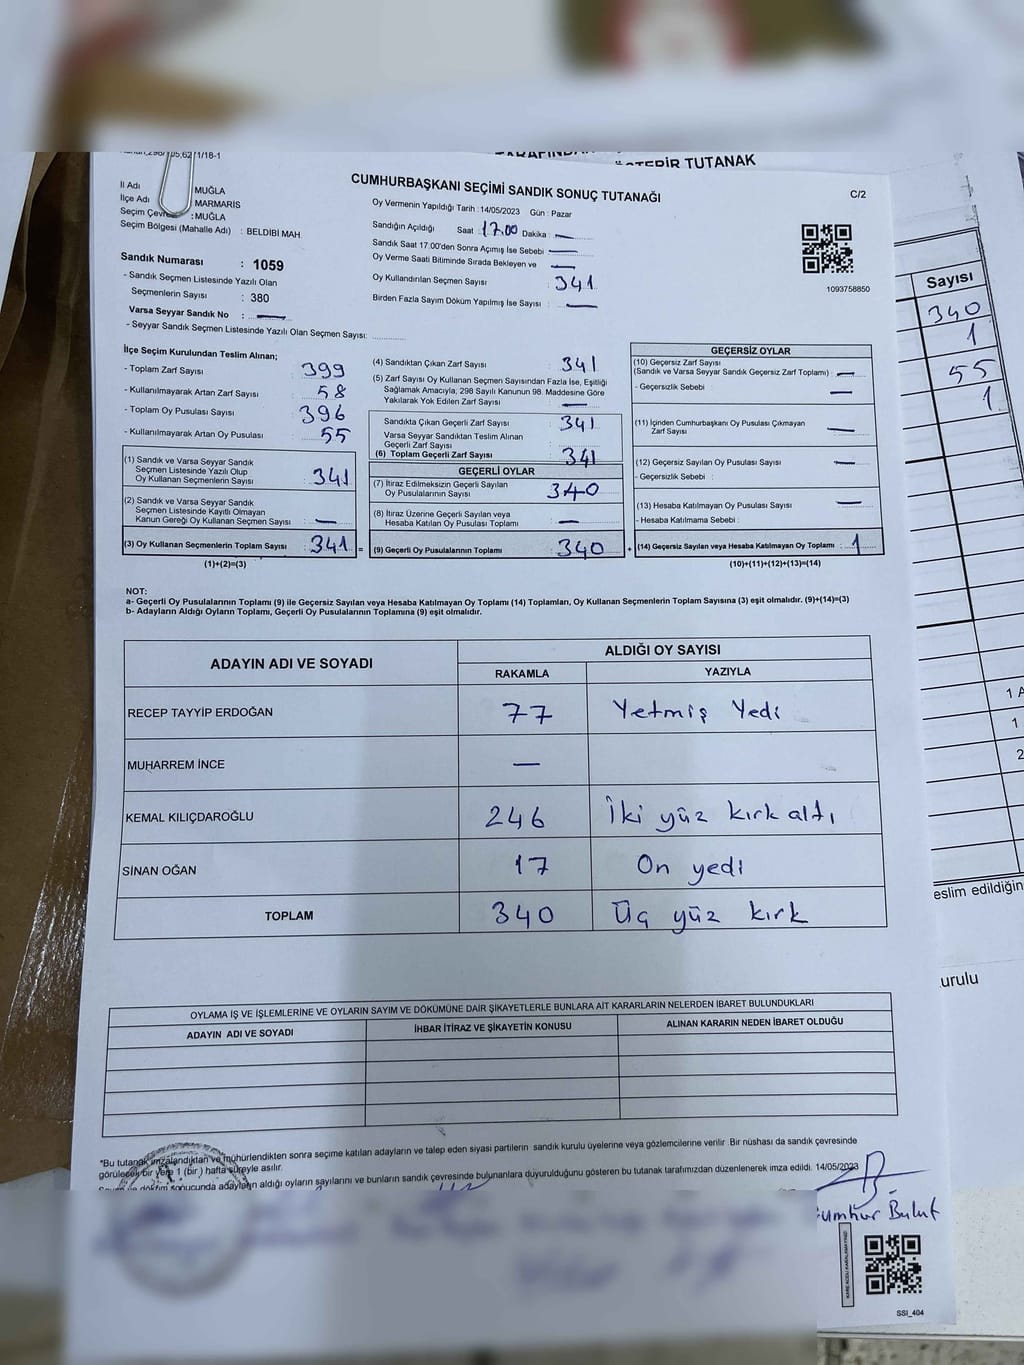 TERİR TUTANAK
CUMHURBAŞKANI SEÇİMİ SANDIK SONUÇ TUTANAĞI
C/2
İl Adı MUĞLA
İlçe Adı MARMARİS
Seçim Çevresi :MUĞLA
Seçim Bölgesi (Mahalle Adı) : BELDİBİ MAH.
Sandık Numarası : 1059
- Sandık Seçmen Listesinde Yazılı Olan
Seçmenlerin Sayısı : 380
Varsa Seyyar Sandık No : —
- Seyyar Sandık Seçmen Listesinde Yazılı Olan Seçmen Sayısı:
Oy Vermenin Yapıldığı Tarih :14/05/2023 Gün : Pazar
Sandığın Açıldığı Saat : 17.00 Dakika : —
Sandık Saat 17:00'den Sonra Açımış İse Sebebi —
Oy Verme Saati Bitiminde Sırada Bekleyen ve —
Oy Kullandırılan Seçmen Sayısı : 341
Birden Fazla Sayım Döküm Yapılmış İse Sayısı : —
1093758850
İlçe Seçim Kurulundan Teslim Alınan;
- Toplam Zarf Sayısı : 399
- Kullanılmayarak Artan Zarf Sayısı : 58
- Toplam Oy Pusulası Sayısı : 396
- Kullanılmayarak Artan Oy Pusulası : 55
(1) Sandık ve Varsa Seyyar Sandık
Seçmen Listesinde Yazılı Olup
Oy Kullanan Seçmenlerin Sayısı : 341
(2) Sandık ve Varsa Seyyar Sandık
Seçmen Listesinde Kayıtlı Olmayan
Kanun Gereği Oy Kullanan Seçmen Sayısı : —
(3) Oy Kullanan Seçmenlerin Toplam Sayısı : 341 =
(1)+(2)=(3)
(4) Sandıktan Çıkan Zarf Sayısı : 341
(5) Zarf Sayısı Oy Kullanan Seçmen Sayısından Fazla İse, Eşitliği
Sağlamak Amacıyla, 298 Sayılı Kanunun 98. Maddesine Göre
Yakılarak Yok Edilen Zarf Sayısı : —
Sandıkta Çıkan Geçerli Zarf Sayısı : 341
Varsa Seyyar Sandıktan Teslim Alınan
Geçerli Zarf Sayısı
(6) Toplam Geçerli Zarf Sayısı : 341
GEÇERLİ OYLAR
(7) İtiraz Edilmeksizin Geçerli Sayılan
Oy Pusulalarının Sayısı : 340
(8) İtiraz Üzerine Geçerli Sayılan veya
Hesaba Katılan Oy Pusulası Toplamı : —
(9) Geçerli Oy Pusulalarının Toplamı : 340 +
GEÇERSİZ OYLAR
(10) Geçersiz Zarf Sayısı
(Sandık ve Varsa Seyyar Sandık Geçersiz Zarf Toplamı) : —
- Geçersizlik Sebebi : —
(11) İçinden Cumhurbaşkanı Oy Pusulası Çıkmayan
Zarf Sayısı : —
(12) Geçersiz Sayılan Oy Pusulası Sayısı : —
- Geçersizlik Sebebi :
(13) Hesaba Katılmayan Oy Pusulası Sayısı : —
- Hesaba Katılmama Sebebi :
(14) Geçersiz Sayılan veya Hesaba Katılmayan Oy Toplamı : 1
(10)+(11)+(12)+(13)=(14)
NOT:
a- Geçerli Oy Pusulalarının Toplamı (9) ile Geçersiz Sayılan veya Hesaba Katılmayan Oy Toplamı (14) Toplamları, Oy Kullanan Seçmenlerin Toplam Sayısına (3) eşit olmalıdır. (9)+(14)=(3)
b- Adayların Aldığı Oyların Toplamı, Geçerli Oy Pusulalarının Toplamına (9) eşit olmalıdır.
ADAYIN ADI VE SOYADI
ALDIĞI OY SAYISI
RAKAMLA YAZIYLA
RECEP TAYYİP ERDOĞAN 77 Yetmiş Yedi
MUHARREM İNCE —
KEMAL KILIÇDAROĞLU 246 İki yüz kırk altı
SİNAN OĞAN 17 On yedi
TOPLAM 340 Üç yüz kırk
OYLAMA İŞ VE İŞLEMLERİNE VE OYLARIN SAYIM VE DÖKÜMÜNE DAİR ŞİKAYETLERLE BUNLARA AİT KARARLARIN NELERDEN İBARET BULUNDUKLARI
ADAYIN ADI VE SOYADI İHBAR İTİRAZ VE ŞİKAYETİN KONUSU ALINAN KARARIN NEDEN İBARET OLDUĞU
*Bu tutanak imzalandıktan ve mühürlendikten sonra seçime katılan adayların ve talep eden siyasi partilerin sandık kurulu üyelerine veya gözlemcilerine verilir. Bir nüshası da sandık çevresinde
görülecek bir yere 1 (bir ) hafta süreyle asılır.
sonucunda adayların aldığı oyların sayılarını ve bunların sandık çevresinde bulunanlara duyurulduğunu gösteren bu tutanak tarafımızdan düzenlenerek imza edildi. 14/05/2023
Bulut
SSI_404
Sayısı
340
1
55
1
1 A
1
2
eslim edildiğin
urulu